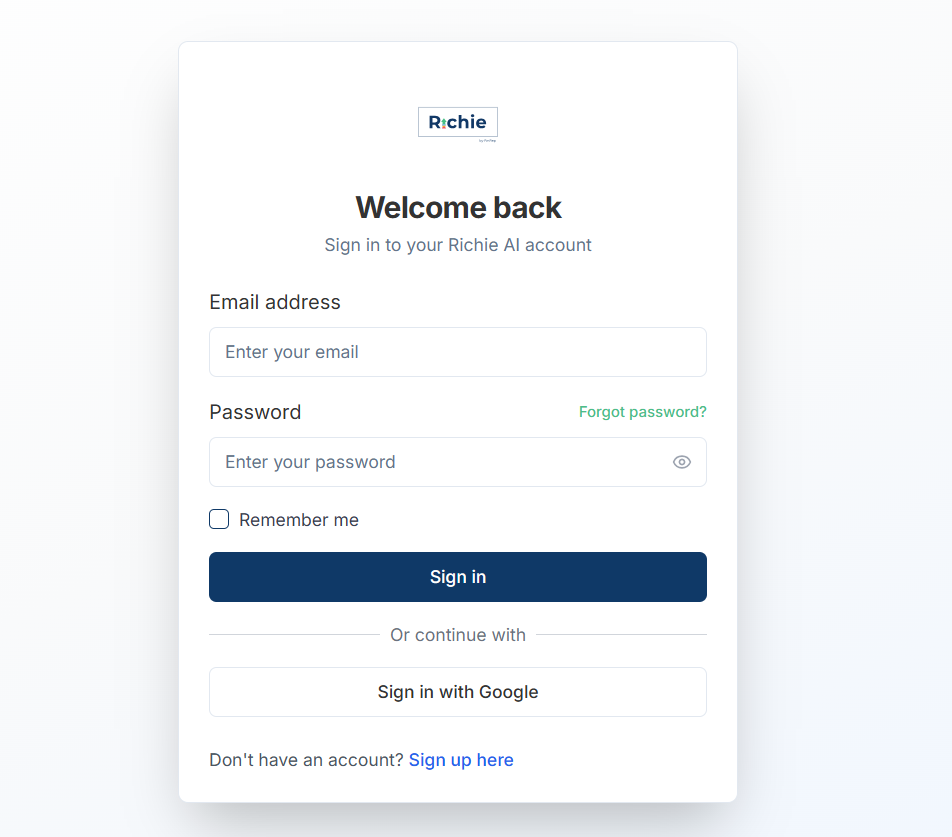 Richie
Welcome back
Sign in to your Richie AI account
Email address
Enter your email
Password
Forgot password?
Enter your password
Remember me
Sign in
Or continue with
Sign in with Google
Don't have an account? Sign up here